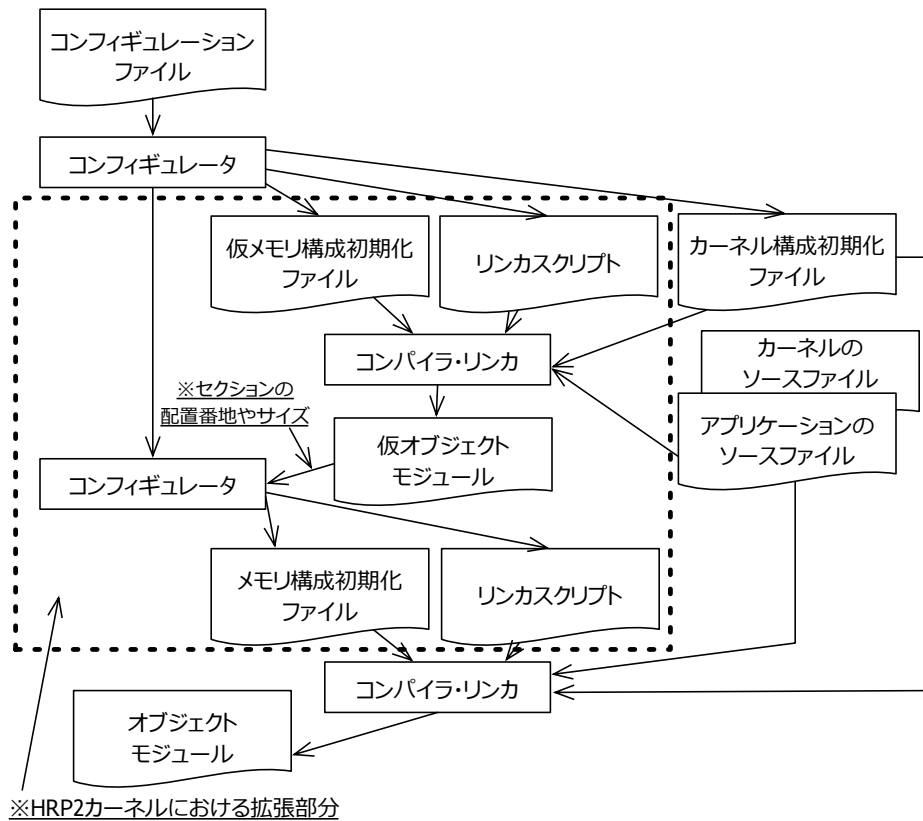 コンフィギュレーション
ファイル
コンフィギュレータ
仮メモリ構成初期化
ファイル
リンカスクリプト
カーネル構成初期化
ファイル
コンパイラ・リンカ
カーネルの
ソースファイル
※セクションの
配置番地やサイズ
アプリケーションの
ソースファイル
仮オブジェクト
モジュール
コンフィギュレータ
メモリ構成初期化
ファイル
リンカスクリプト
コンパイラ・リンカ
オブジェクト
モジュール
※HRP2カーネルにおける拡張部分